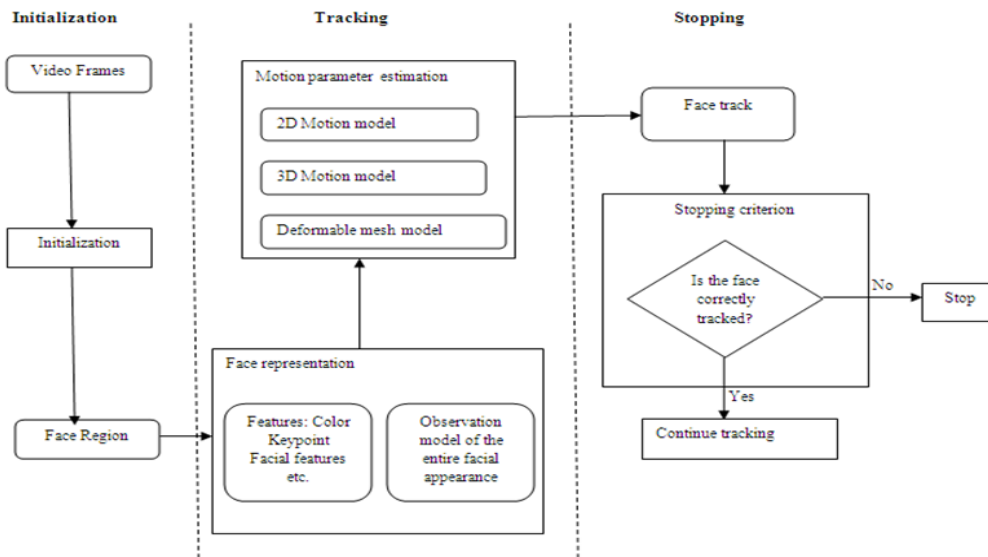 Initialization
Tracking
Stopping
Video Frames
Initialization
Face Region
Motion parameter estimation
2D Motion model
3D Motion model
Deformable mesh model
Face representation
Features: Color
Keypoint
Facial features
etc.
Observation
model of the
entire facial
appearance
Face track
Stopping criterion
Is the face
correctly
tracked?
No
Stop
Yes
Continue tracking